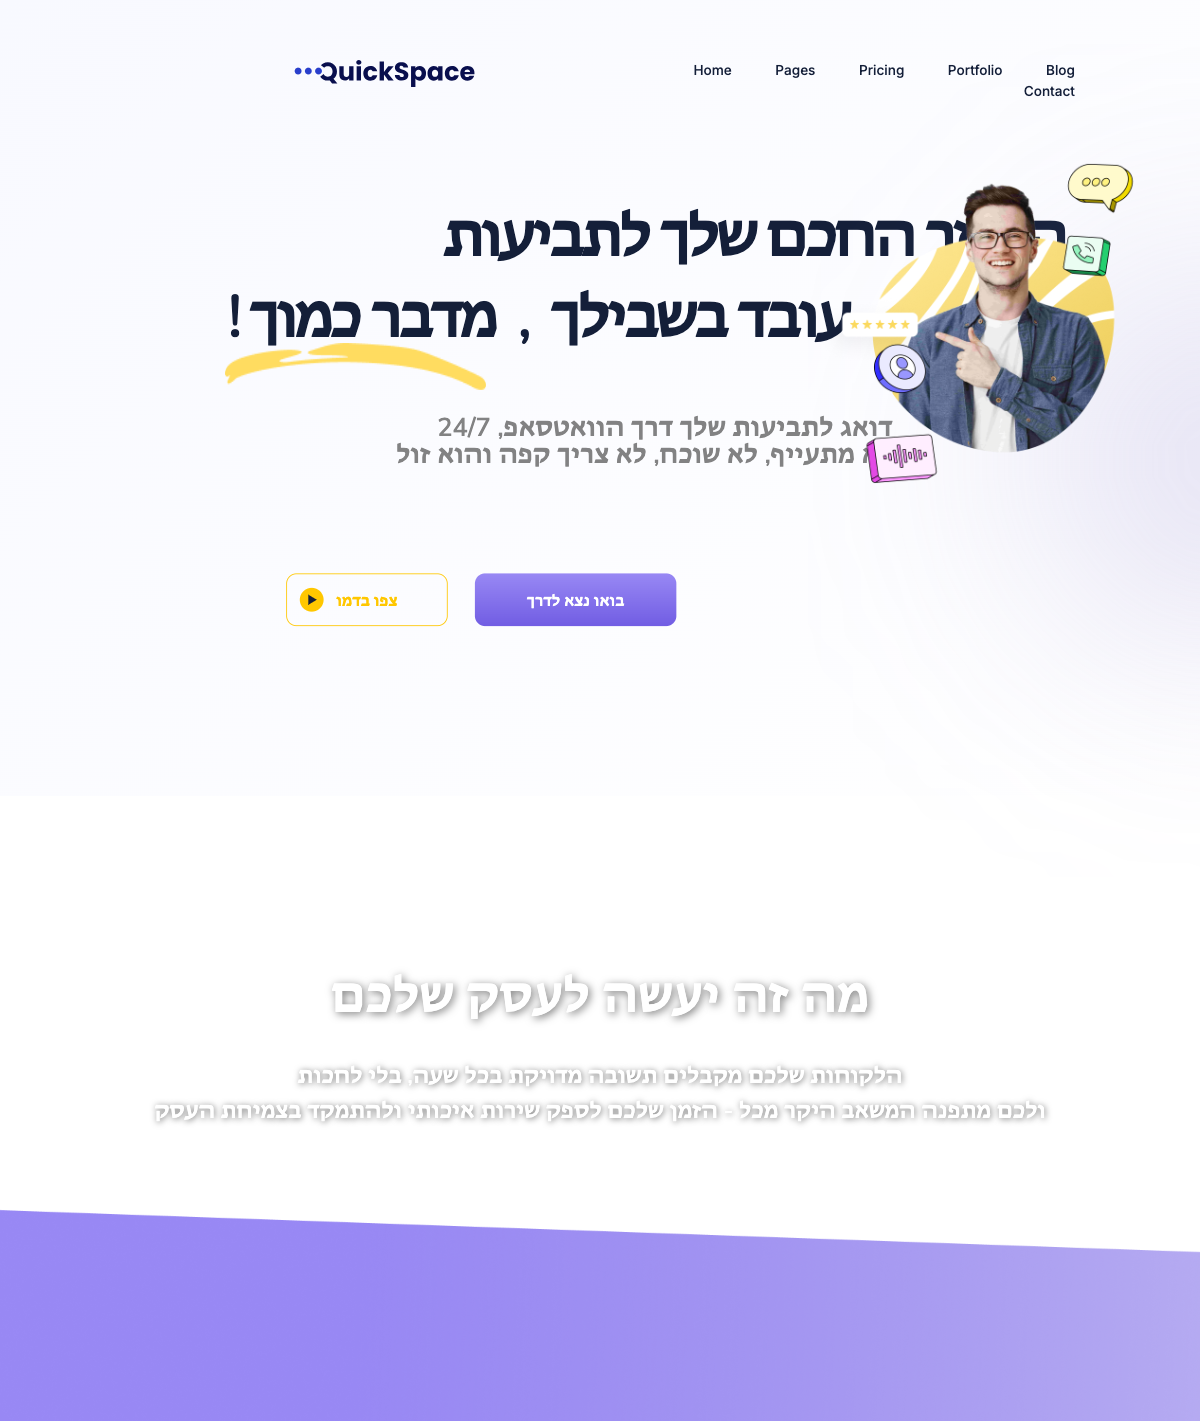 QuickSpace
Home Pages Pricing Portfolio Blog
Contact
החכם שלך לתביעות
עובד בשבילך , מדבר כמוך!
דואג לתביעות שלך דרך הוואטסאפ, 24/7
מתעייף, לא שוכח, לא צריך קפה והוא זול
בואו נצא לדרך
צפו בדמו
מה זה יעשה לעסק שלכם
הלקוחות שלכם מקבלים תשובה מדויקת בכל שעה, בלי לחכות
ולכם מתפנה המשאב היקר מכל - הזמן שלכם לספק שירות איכותי ולהתמקד בצמיחת העסק